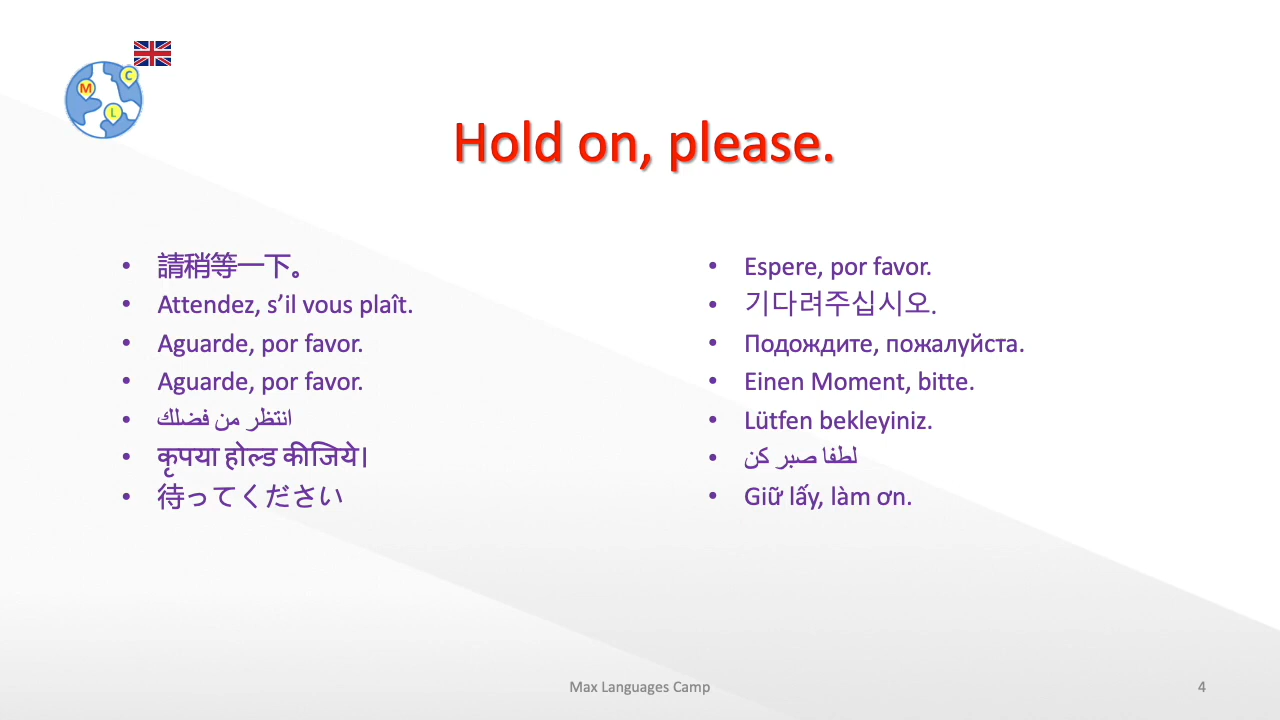 M
C
L
Hold on, please.
請稍等一下。
Attendez, s’il vous plaît.
Aguarde, por favor.
Aguarde, por favor.
انتظر من فضلك
कृपया होल्ड कीजिये।
待ってください
Espere, por favor.
기다려주십시오.
Подождите, пожалуйста.
Einen Moment, bitte.
Lütfen bekleyiniz.
لطفا صبر کن
Giữ lấy, làm ơn.
Max Languages Camp
4